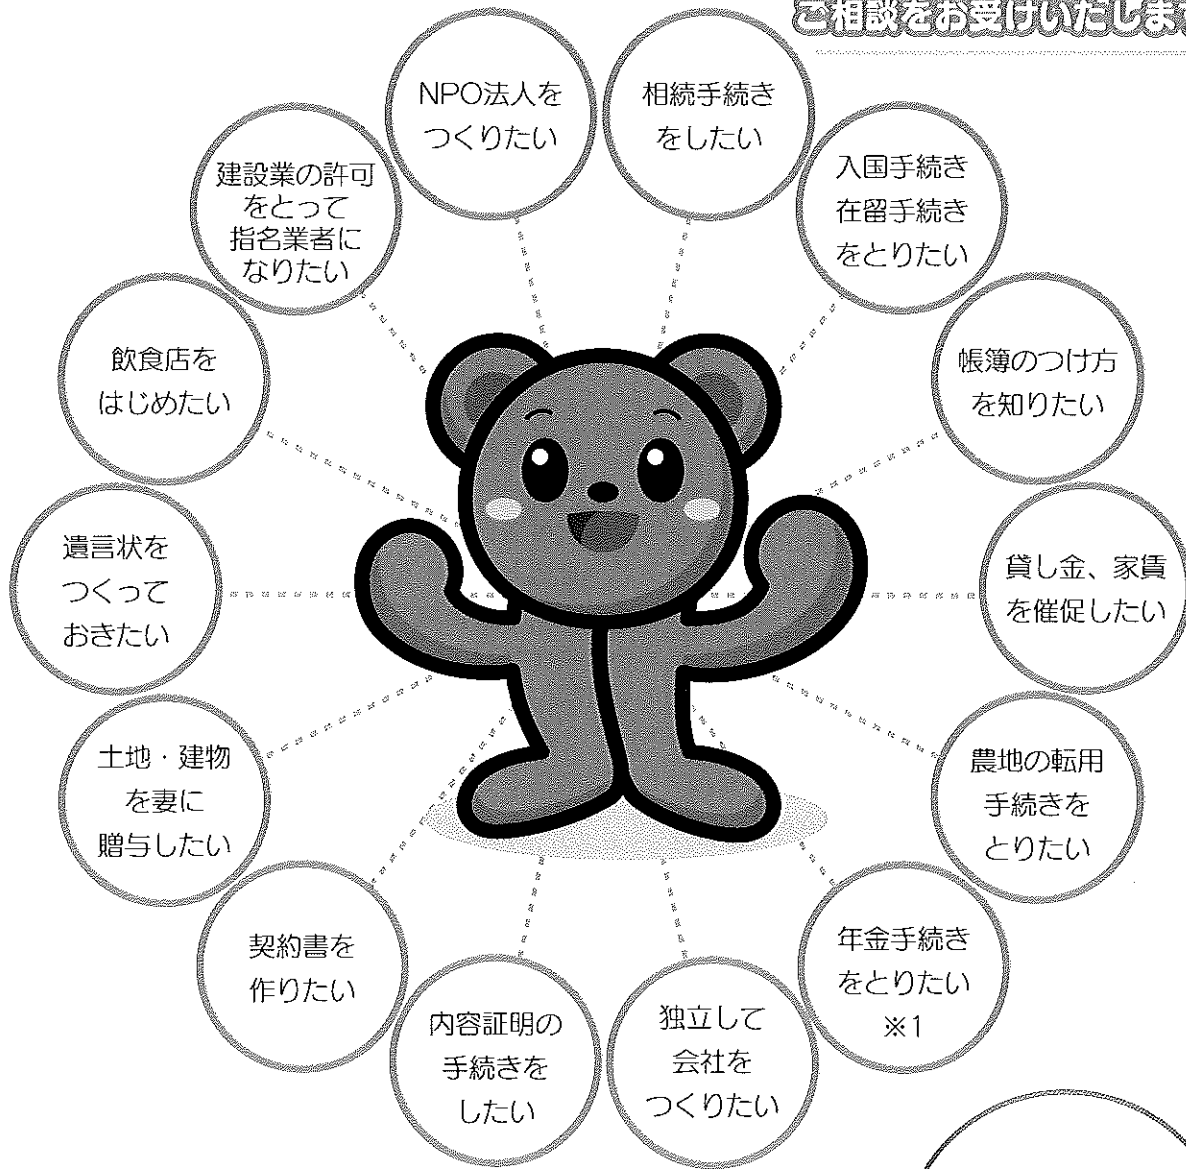 ご相談をお受けいたします
NPO法人を
つくりたい
相続手続き
をしたい
入国手続き
在留手続き
をとりたい
帳簿のつけ方
を知りたい
貸し金、家賃
を催促したい
農地の転用
手続きを
とりたい
年金手続き
をとりたい
※1
独立して
会社を
つくりたい
内容証明の
手続きを
したい
契約書を
作りたい
土地・建物
を妻に
贈与したい
遺言状を
つくって
おきたい
飲食店を
はじめたい
建設業の許可
をとって
指名業者に
なりたい